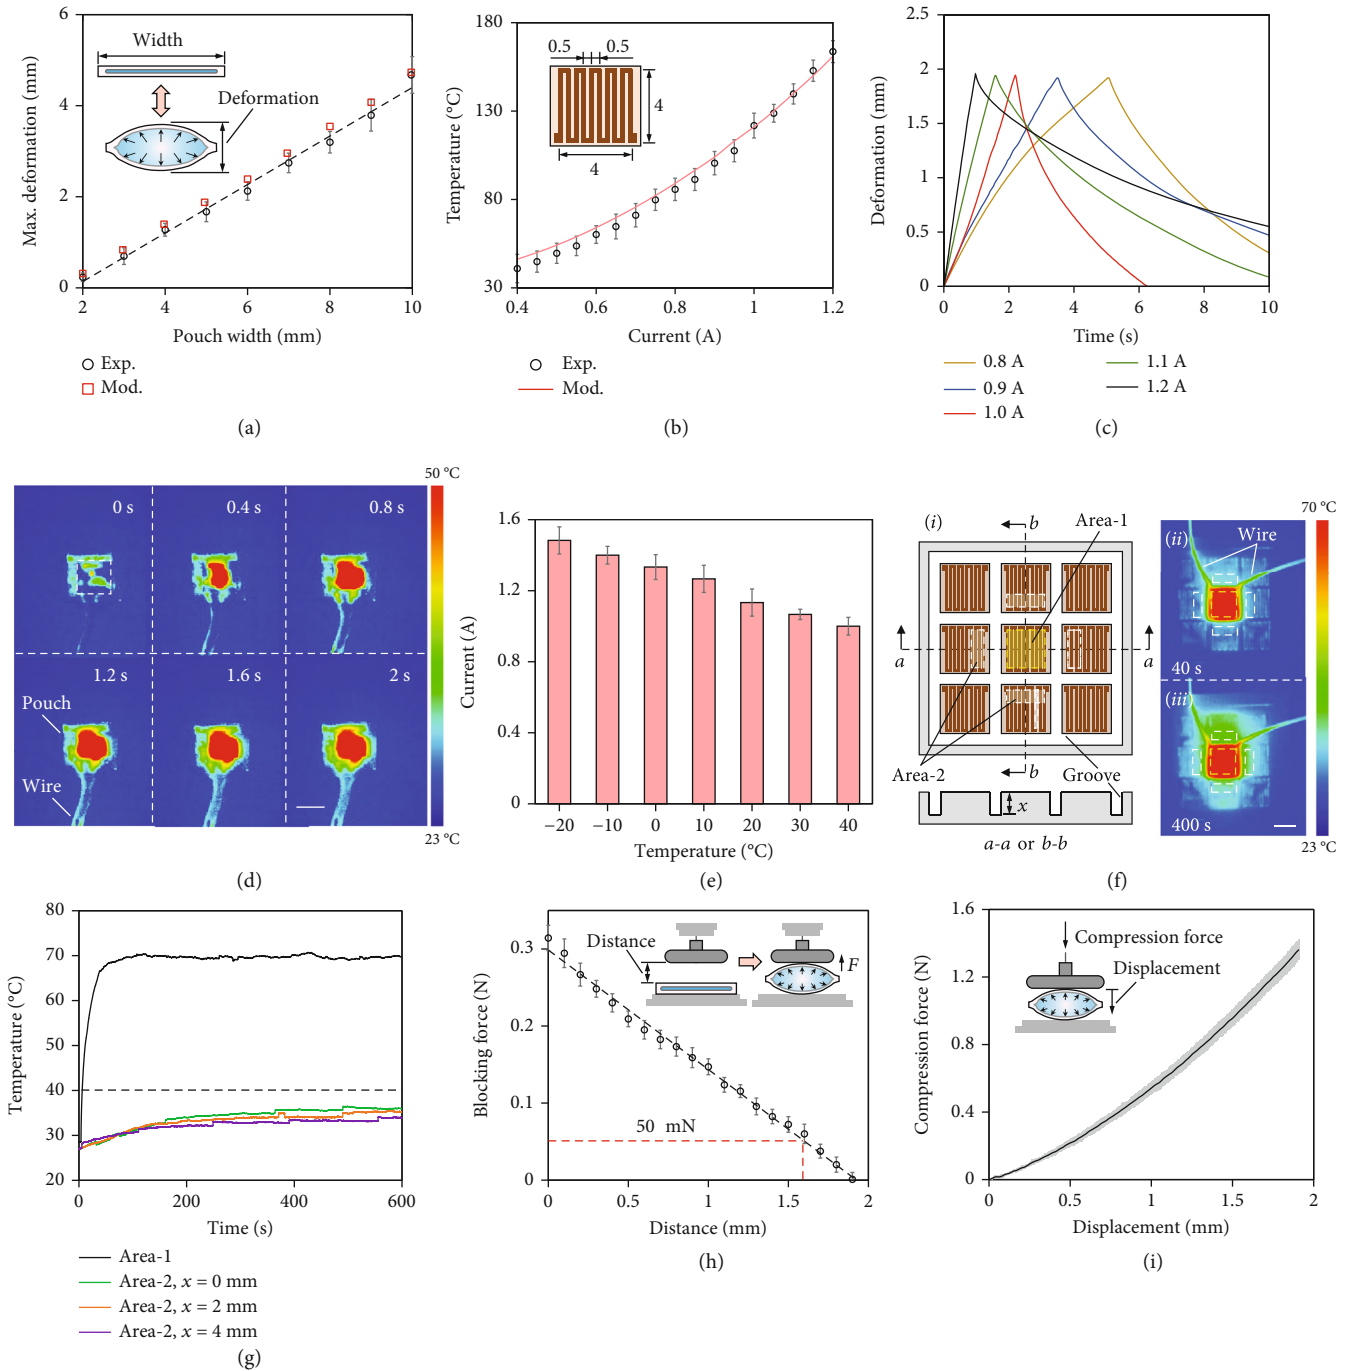 6
4
2
0
2
4
6
8
10
Max. deformation (mm)
Pouch width (mm)
Width
Deformation
Exp.
Mod.
(a)
180
130
80
30
0.4
0.6
0.8
1
1.2
Temperature (°C)
Current (A)
0.5
0.5
4
4
Exp.
Mod.
(b)
2.5
2
1.5
1
0.5
0
0
2
4
6
8
10
Deformation (mm)
Time (s)
0.8 A
0.9 A
1.0 A
1.1 A
1.2 A
(c)
50 °C
0 s
0.4 s
0.8 s
1.2 s
1.6 s
2 s
Pouch
Wire
23 °C
(d)
1.6
1.2
0.8
0.4
0
−20
−10
0
10
20
30
40
Current (A)
Temperature (°C)
(e)
(i)
b
Area-1
a
a
Area-2
b
Groove
x
a-a or b-b
70 °C
(ii)
Wire
40 s
(iii)
400 s
23 °C
(f)
80
70
60
50
40
30
20
0
200
400
600
Temperature (°C)
Time (s)
Area-1
Area-2, x = 0 mm
Area-2, x = 2 mm
Area-2, x = 4 mm
(g)
0.3
0.2
0.1
0
0
0.5
1
1.5
2
Blocking force (N)
Distance (mm)
Distance
F
50 mN
(h)
1.6
1.2
0.8
0.4
0
0
0.5
1
1.5
2
Compression force (N)
Displacement (mm)
Compression force
Displacement
(i)